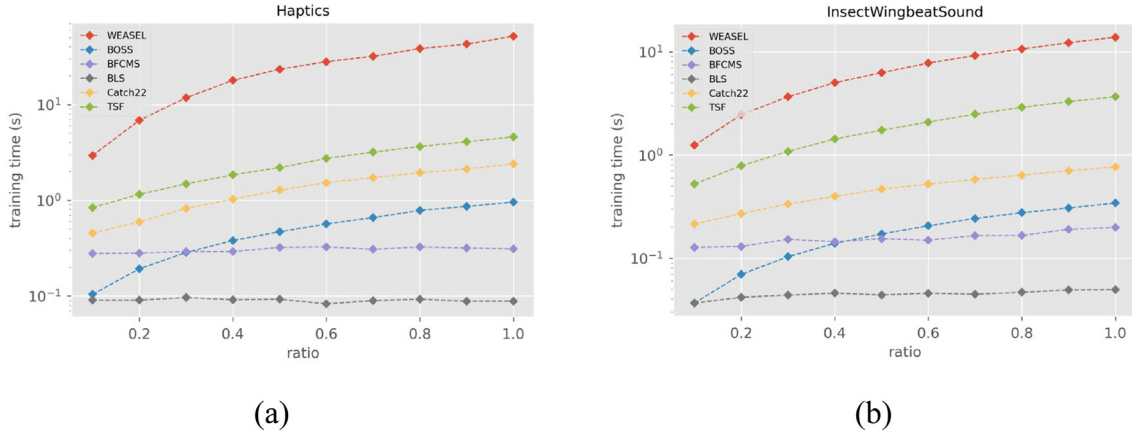 Haptics
training time (s)
10¹
10⁰
10⁻¹
WEASEL
BOSS
BFCMS
BLS
Catch22
TSF
0.2 0.4 0.6 0.8 1.0
ratio
(a)
InsectWingbeatSound
training time (s)
10¹
10⁰
10⁻¹
WEASEL
BOSS
BFCMS
BLS
Catch22
TSF
0.2 0.4 0.6 0.8 1.0
ratio
(b)